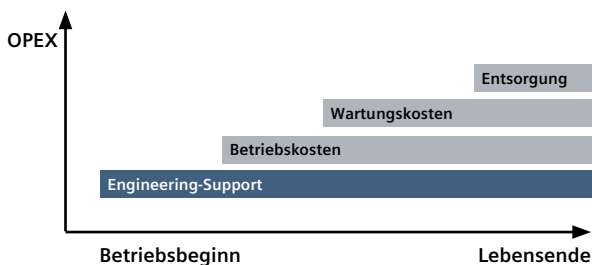 OPEX
Entsorgung
Wartungskosten
Betriebskosten
Engineering-Support
Betriebsbeginn Lebensende